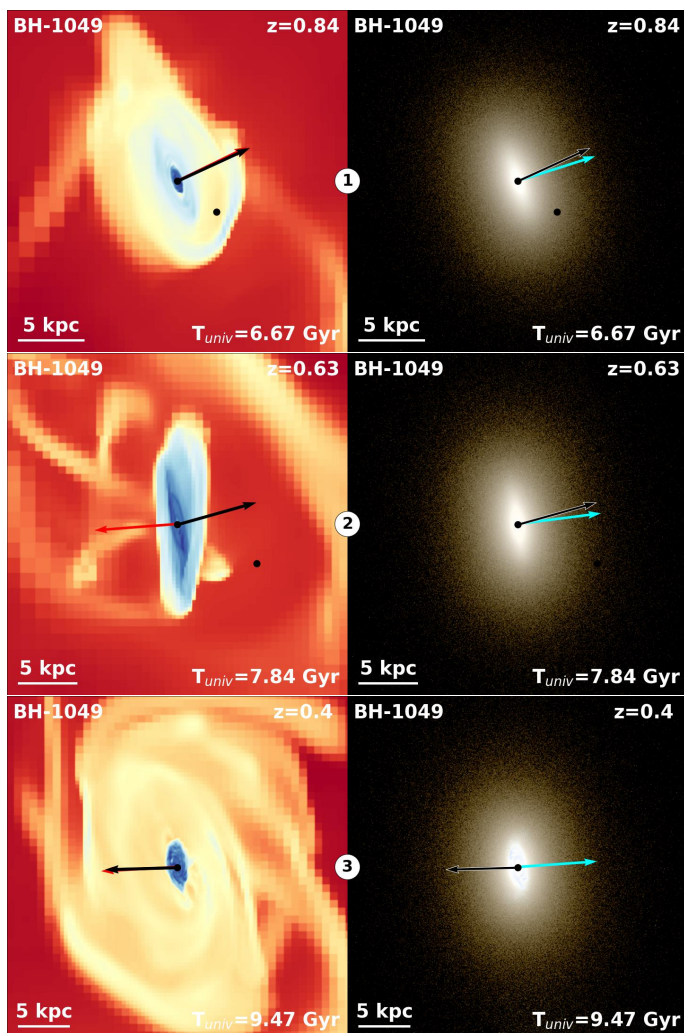 BH-1049 z=0.84 BH-1049 z=0.84
1
5 kpc T_univ=6.67 Gyr 5 kpc T_univ=6.67 Gyr
BH-1049 z=0.63 BH-1049 z=0.63
2
5 kpc T_univ=7.84 Gyr 5 kpc T_univ=7.84 Gyr
BH-1049 z=0.4 BH-1049 z=0.4
3
5 kpc T_univ=9.47 Gyr 5 kpc T_univ=9.47 Gyr